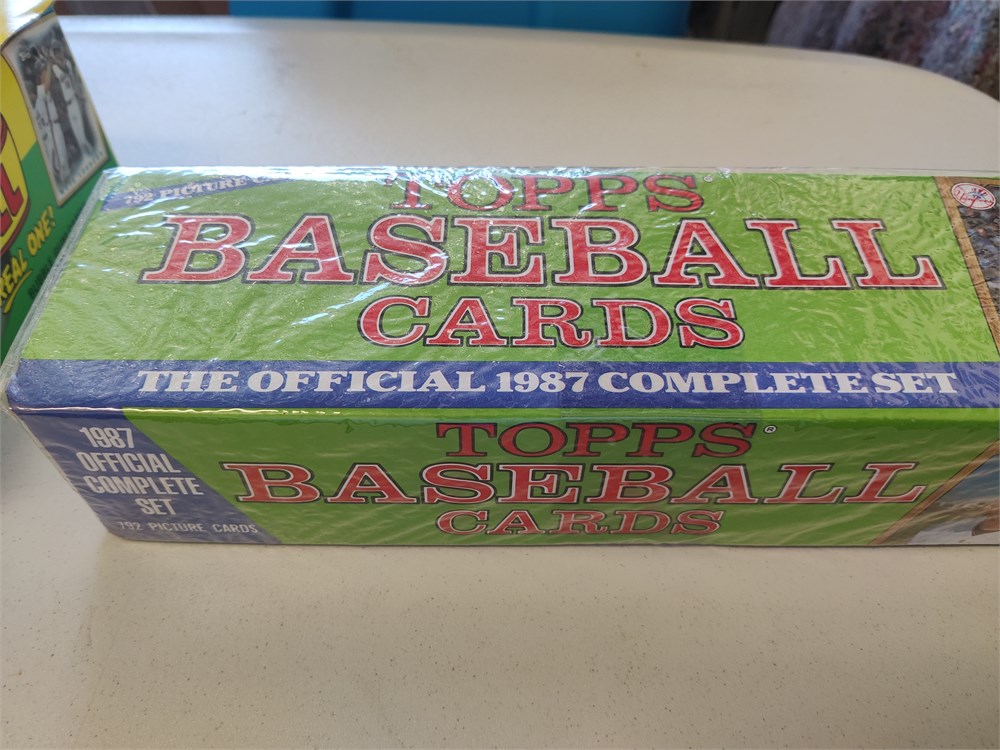 792 PICTURE
TOPPS
BASEBALL
CARDS
THE OFFICIAL 1987 COMPLETE SET
TOPPS®
BASEBALL
CARDS
1987
OFFICIAL
COMPLETE
SET
792 PICTURE CARDS
REAL ONE!